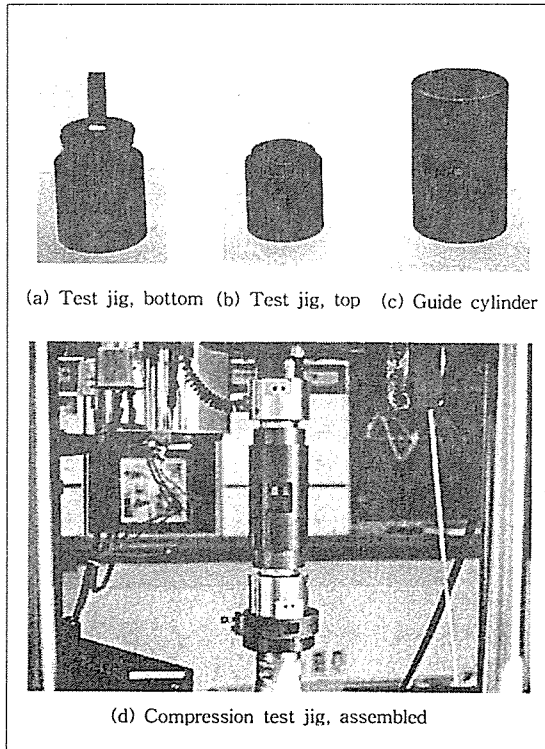 (a) Test jig, bottom (b) Test jig, top (c) Guide cylinder
(d) Compression test jig, assembled